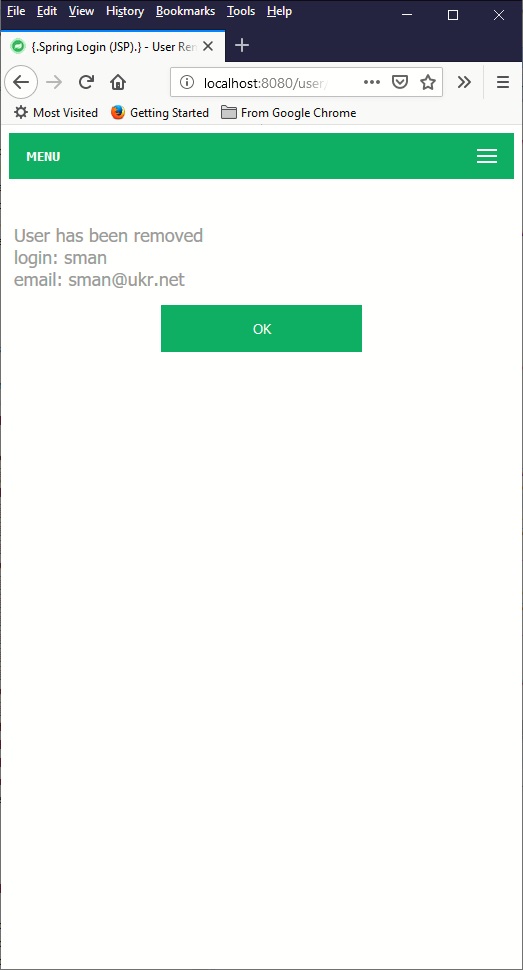 File Edit View History Bookmarks Tools Help
{.Spring Login (JSP).} - User Rem
localhost:8080/user/
Most Visited Getting Started From Google Chrome
MENU
User has been removed
login: sman
email: sman@ukr.net
OK